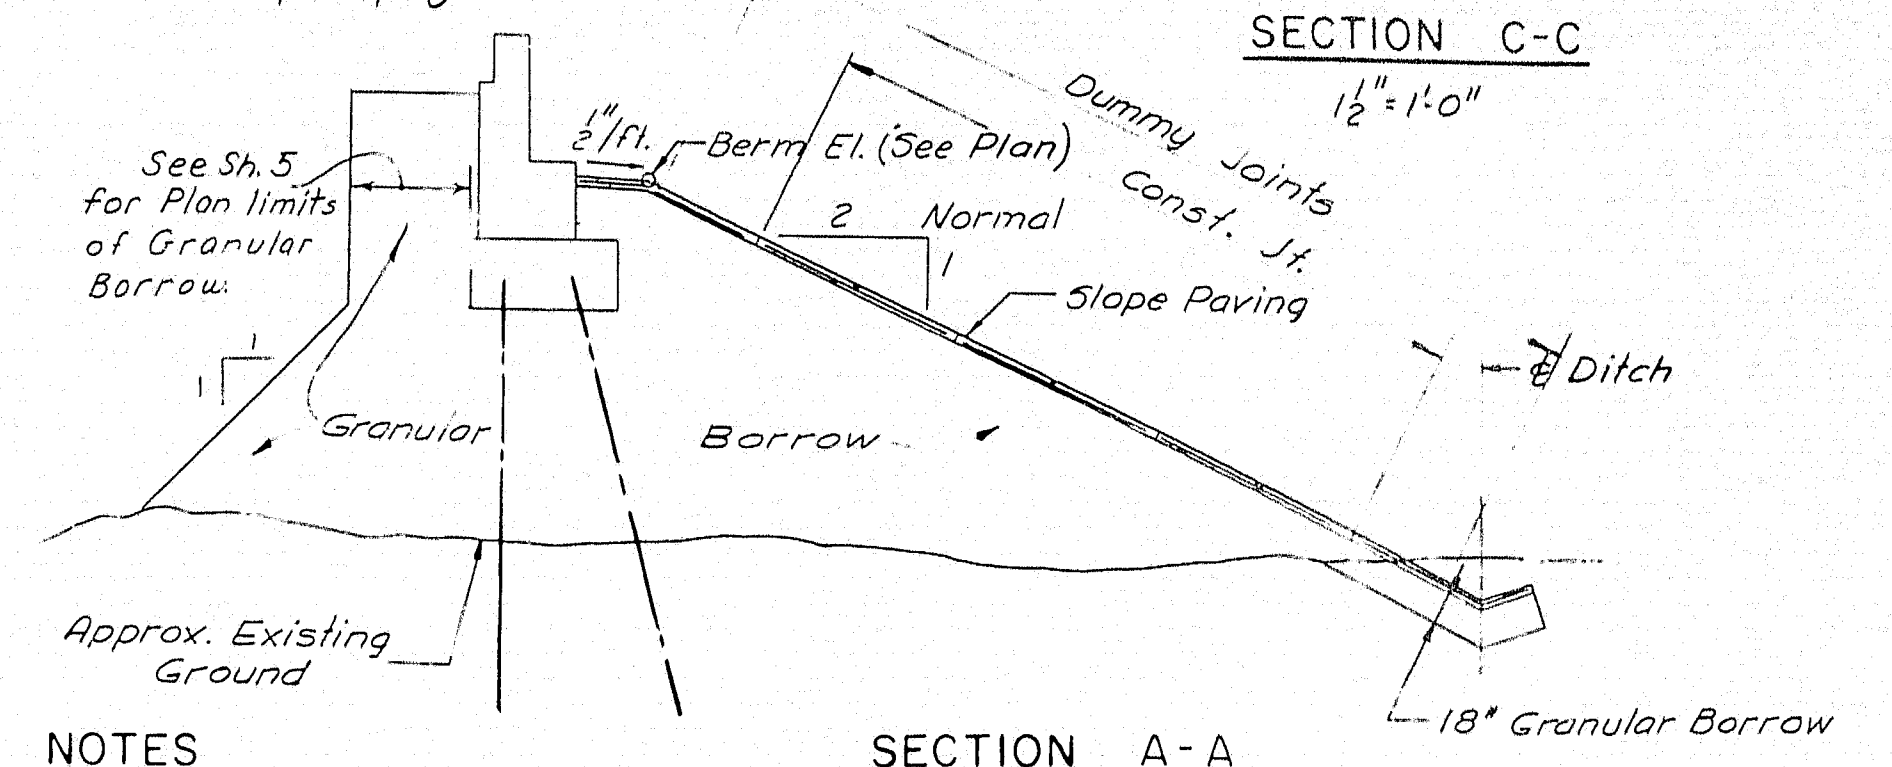 SECTION C-C
1 1/2" = 1'-0"
Dummy Joints
Const. Jt.
1/2"/ft.
Berm El. (See Plan)
See Sh. 5
for Plan limits
of Granular
Borrow.
2 Normal
1
Slope Paving
℄ Ditch
1
1
Granular
Borrow
Approx. Existing
Ground
18" Granular Borrow
NOTES
SECTION A-A